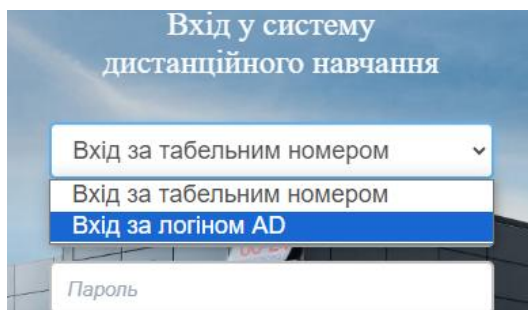 Вхід у систему
дистанційного навчання
Вхід за табельним номером
Вхід за табельним номером
Вхід за логіном AD
Пароль